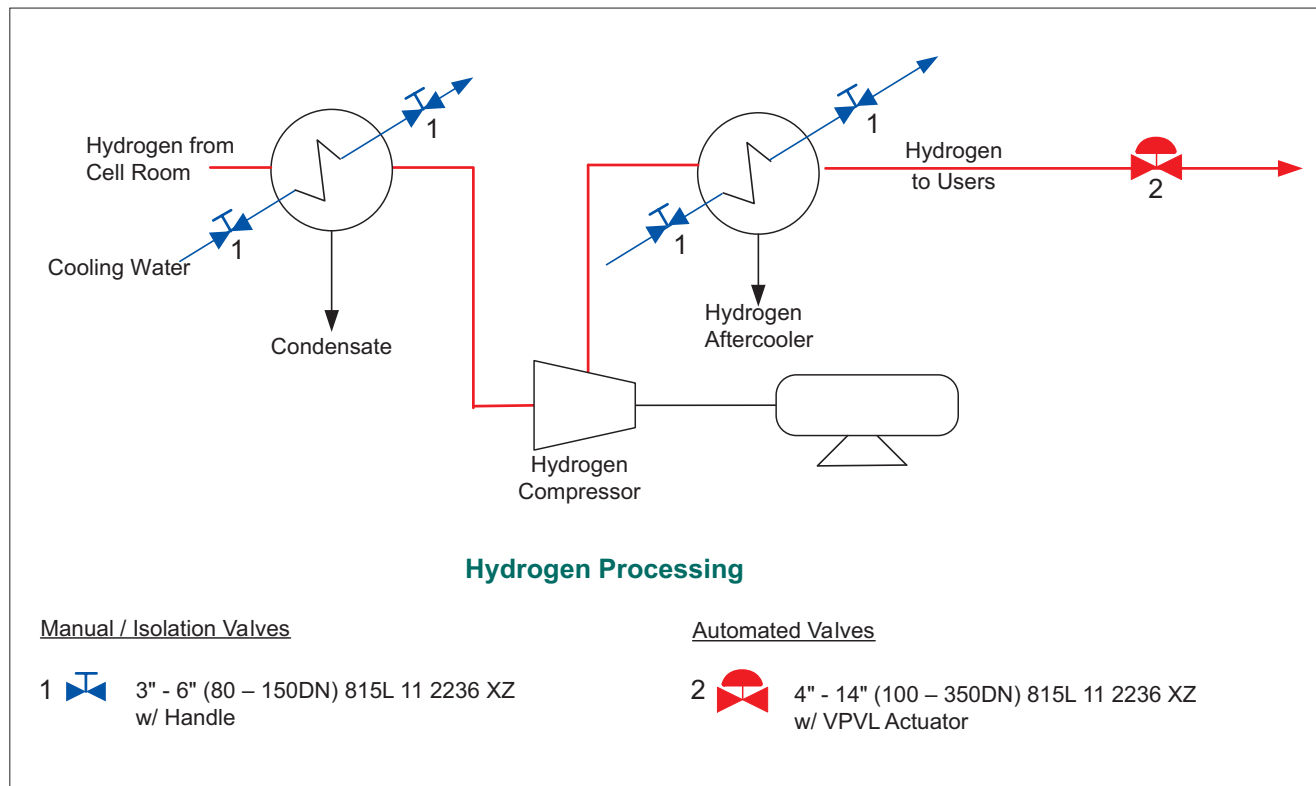 1
1
Hydrogen from
Cell Room
Hydrogen
to Users
2
1
1
Cooling Water
Condensate
Hydrogen
Aftercooler
Hydrogen
Compressor
Hydrogen Processing
Manual / Isolation Valves
1 3" - 6" (80 – 150DN) 815L 11 2236 XZ
w/ Handle
Automated Valves
2 4" - 14" (100 – 350DN) 815L 11 2236 XZ
w/ VPVL Actuator